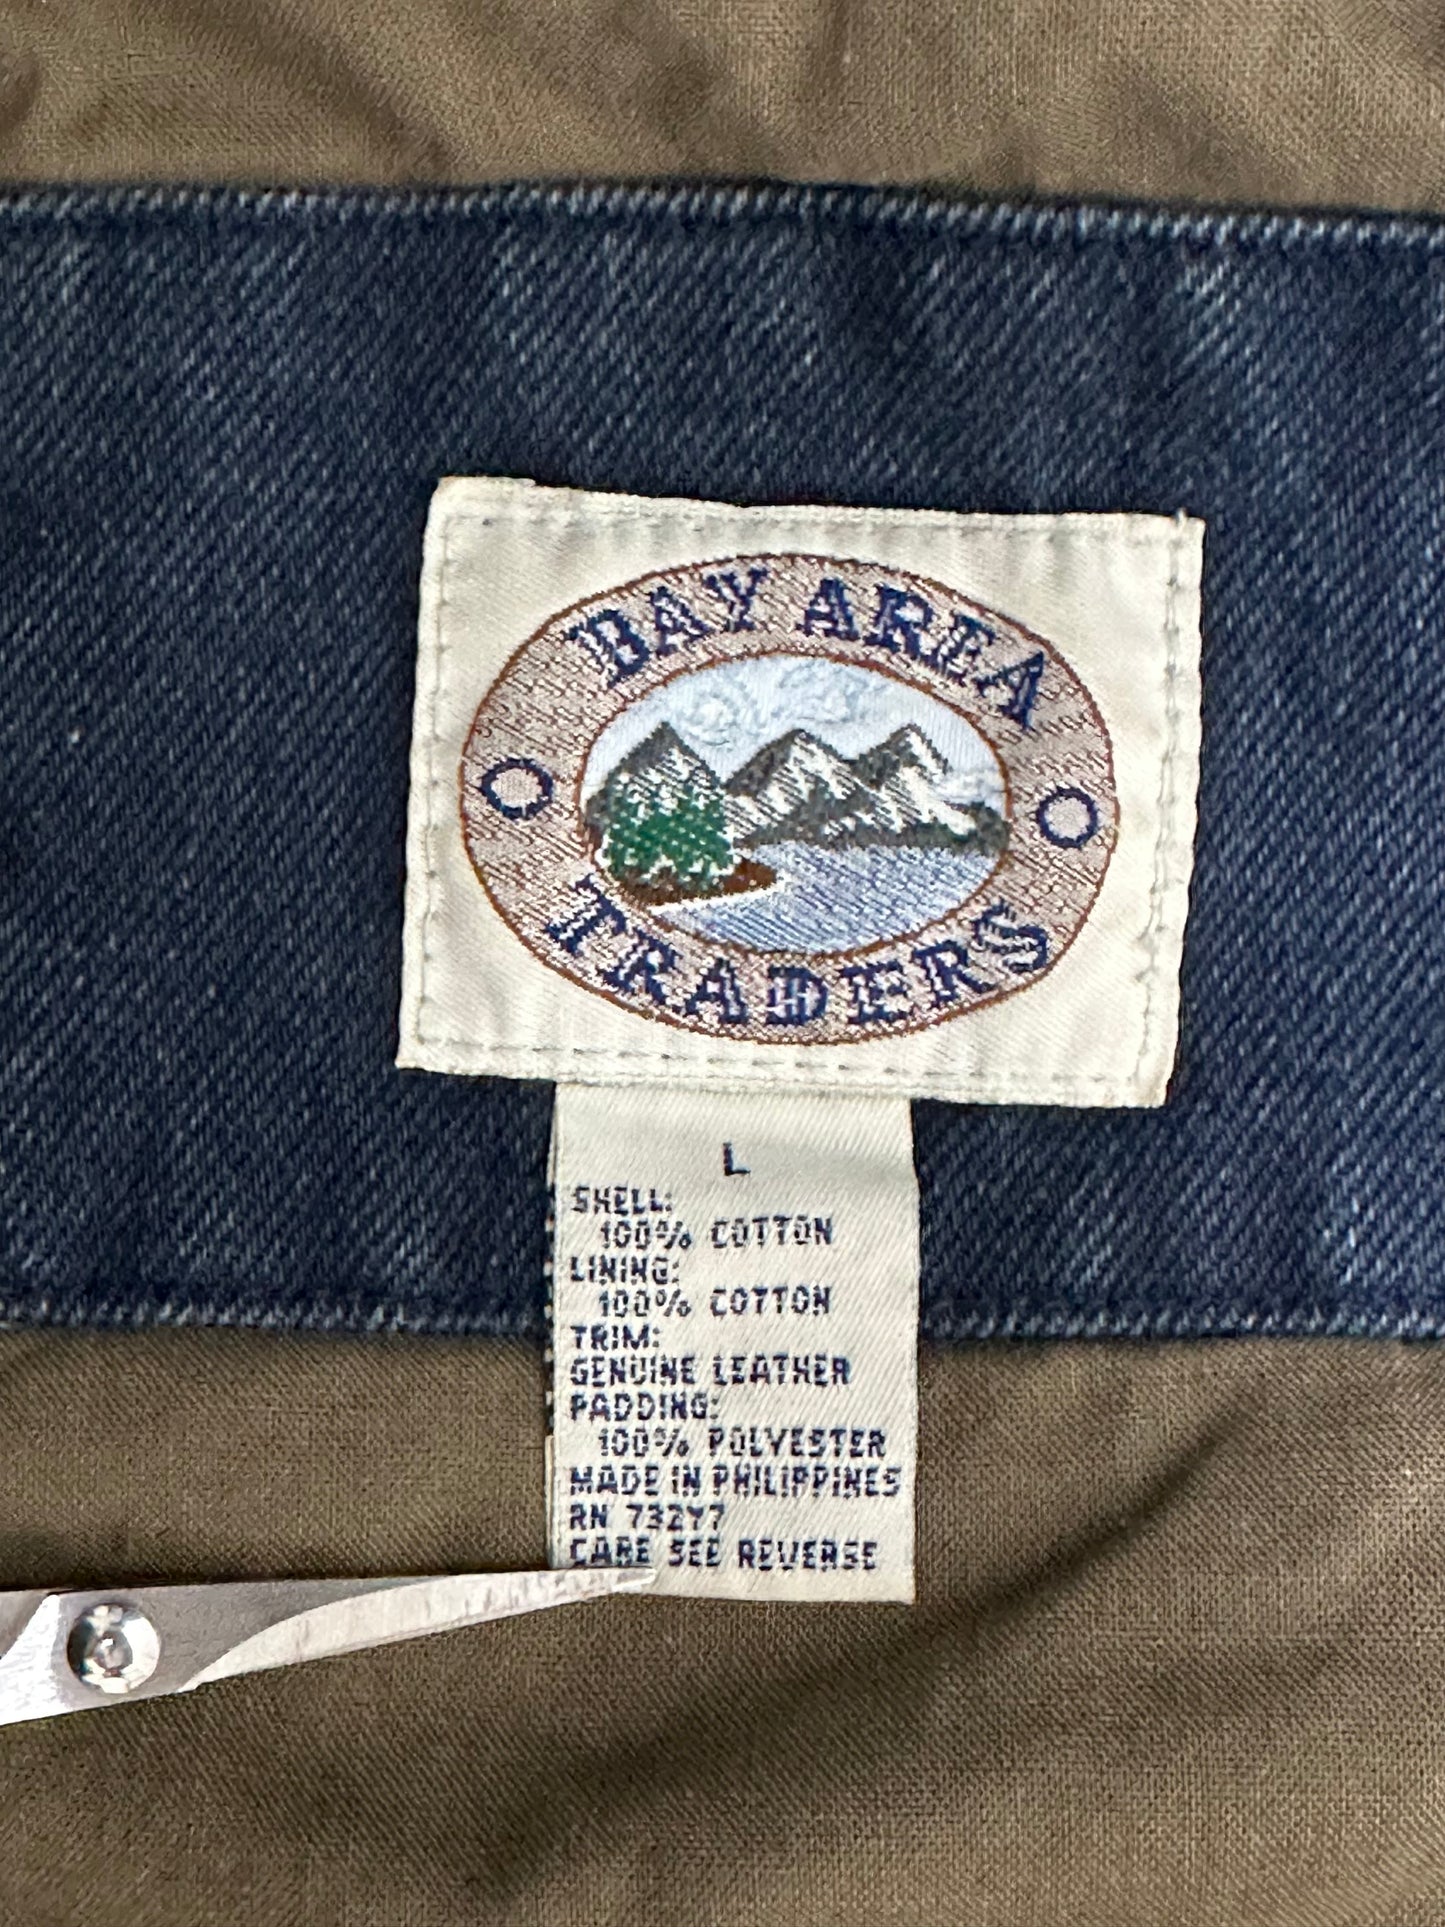 BAY AREA
TRADERS
L
SHELL:
100% COTTON
LINING:
100% COTTON
TRIM:
GENUINE LEATHER
PADDING:
100% POLYESTER
MADE IN PHILIPPINES
RN 73277
CARE SEE REVERSE